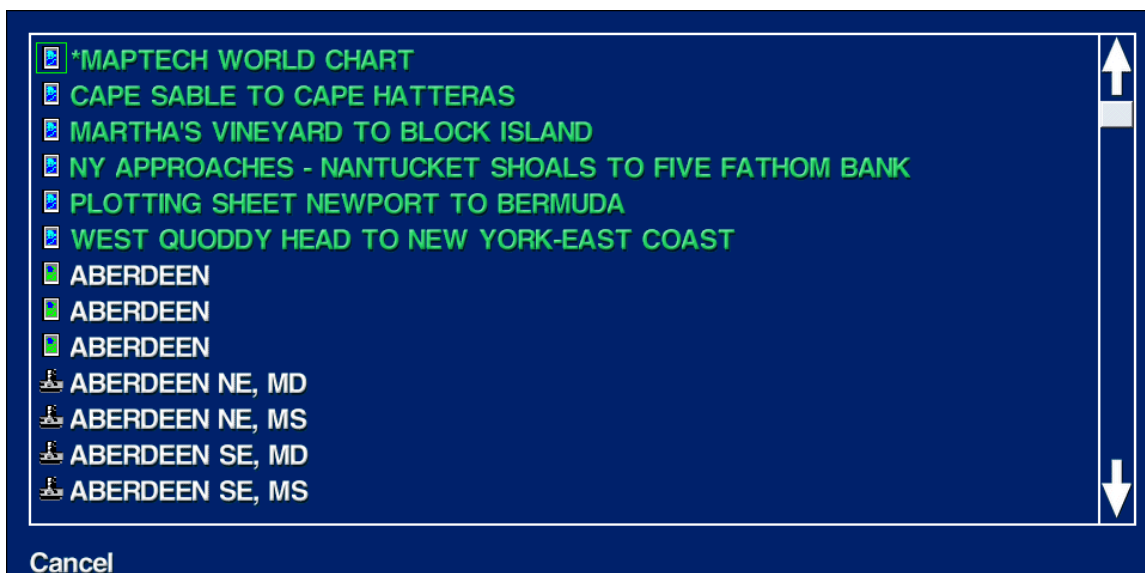 *MAPTECH WORLD CHART
CAPE SABLE TO CAPE HATTERAS
MARTHA'S VINEYARD TO BLOCK ISLAND
NY APPROACHES - NANTUCKET SHOALS TO FIVE FATHOM BANK
PLOTTING SHEET NEWPORT TO BERMUDA
WEST QUODDY HEAD TO NEW YORK-EAST COAST
ABERDEEN
ABERDEEN
ABERDEEN
ABERDEEN NE, MD
ABERDEEN NE, MS
ABERDEEN SE, MD
ABERDEEN SE, MS
Cancel